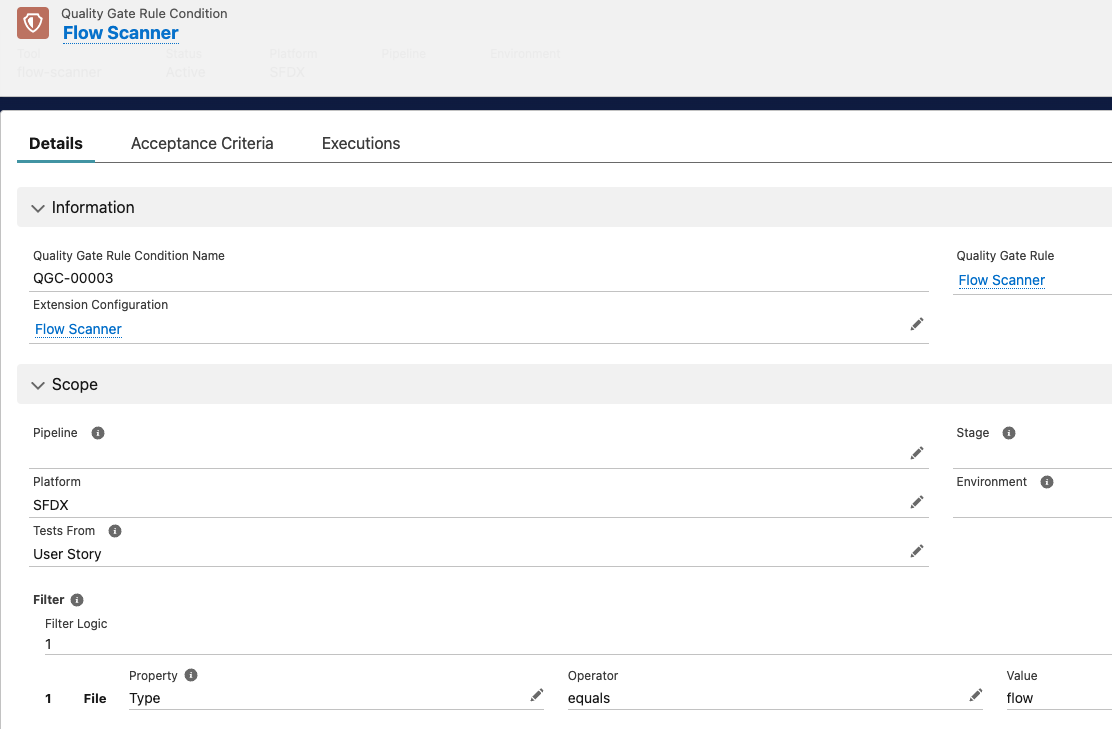 Quality Gate Rule Condition
Flow Scanner
Tool Status Platform Pipeline Environment
flow-scanner Active SFDX
Details Acceptance Criteria Executions
Information
Quality Gate Rule Condition Name Quality Gate Rule
QGC-00003 Flow Scanner
Extension Configuration
Flow Scanner
Scope
Pipeline Stage
Platform Environment
SFDX
Tests From
User Story
Filter
Filter Logic
1
Property Operator Value
1 File Type equals flow